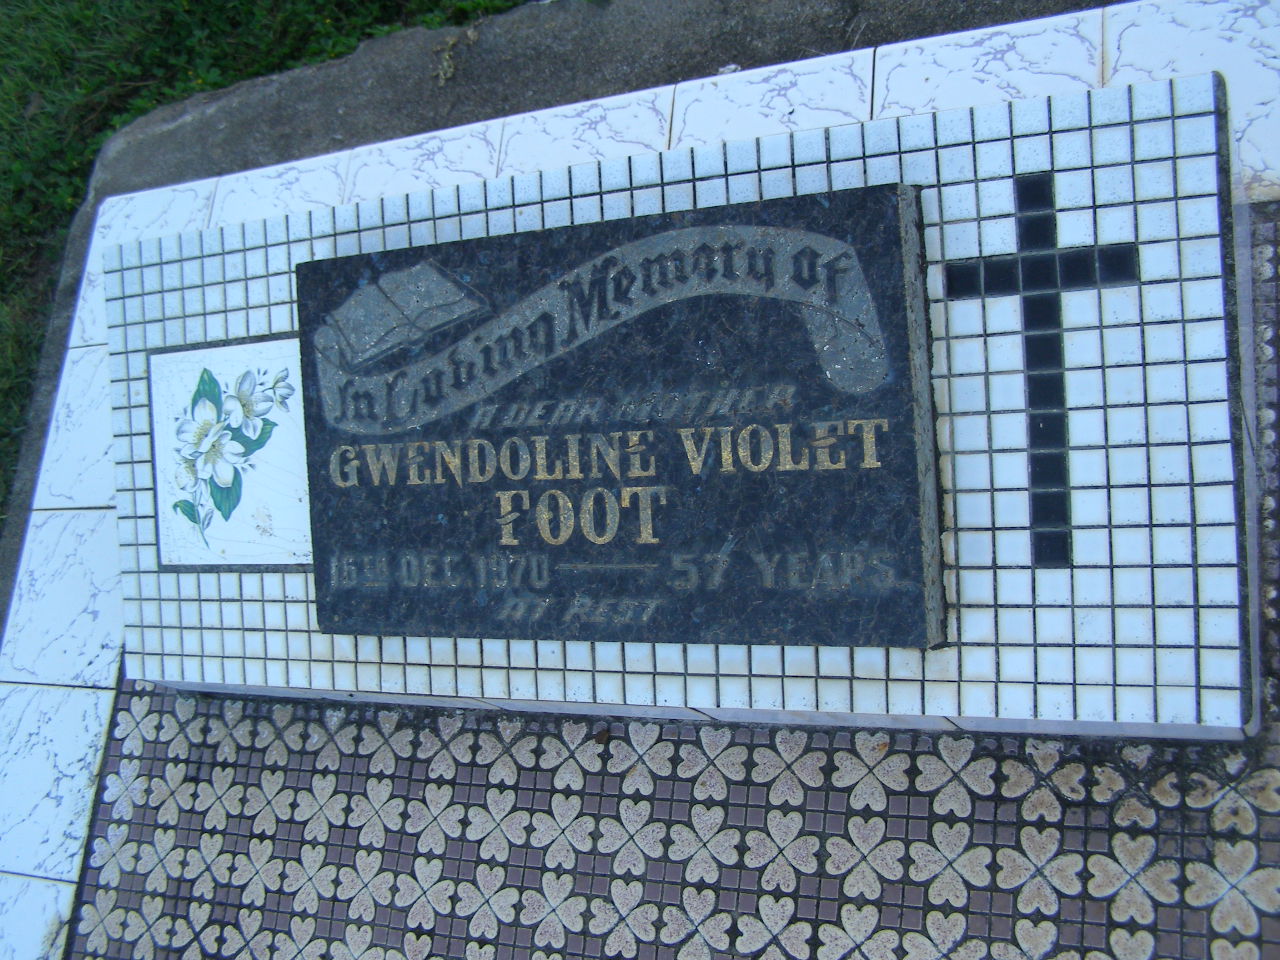 In Loving Memory of
A DEAR MOTHER
GWENDOLINE VIOLET
FOOT
16TH DEC. 1970 — 57 YEARS
AT REST